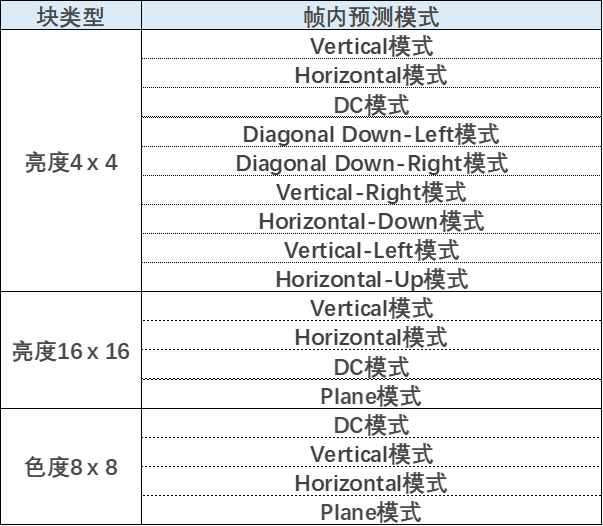 块类型 帧内预测模式
亮度4 x 4
Vertical模式
Horizontal模式
DC模式
Diagonal Down-Left模式
Diagonal Down-Right模式
Vertical-Right模式
Horizontal-Down模式
Vertical-Left模式
Horizontal-Up模式
亮度16 x 16
Vertical模式
Horizontal模式
DC模式
Plane模式
色度8 x 8
DC模式
Vertical模式
Horizontal模式
Plane模式